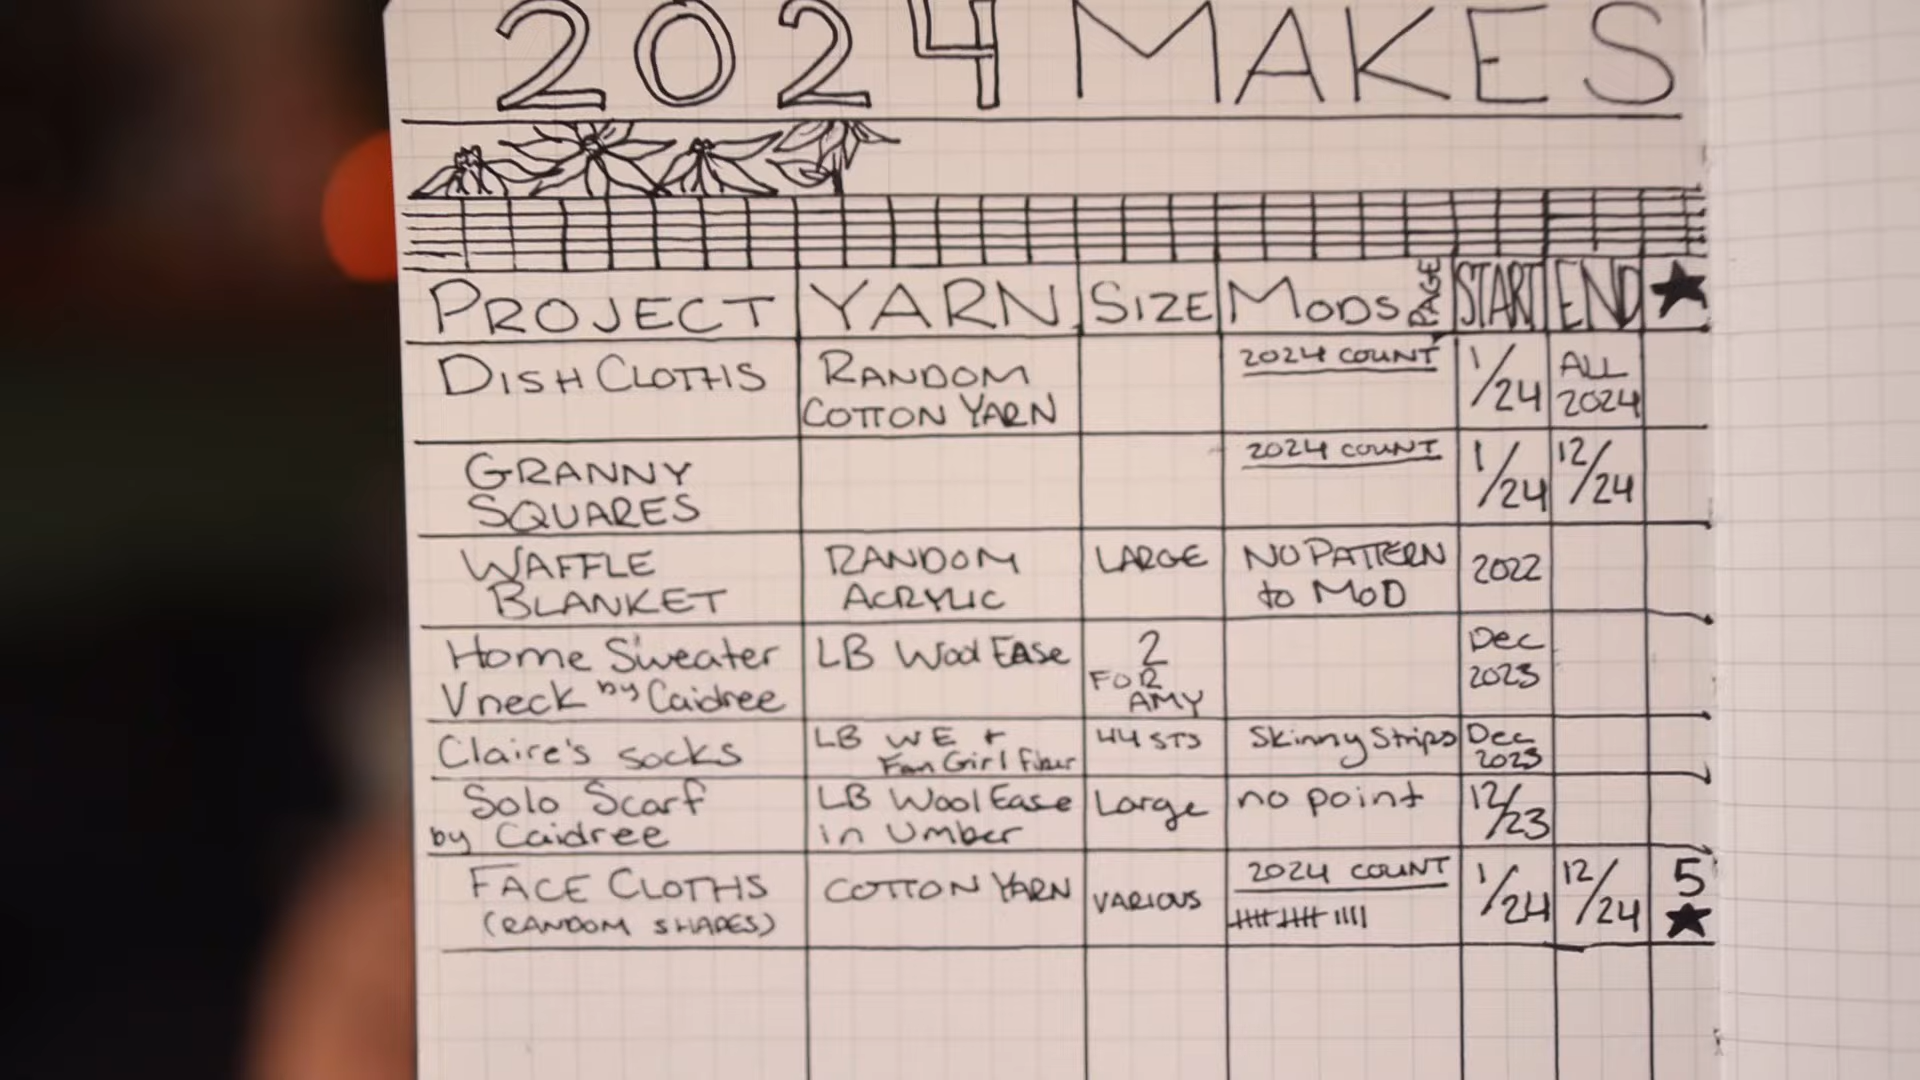 2024 MAKES
PROJECT YARN SIZE MODS PAGE START END ★
DISH CLOTHS RANDOM COTTON YARN 2024 COUNT 1/24 ALL 2024
GRANNY SQUARES 2024 COUNT 1/24 12/24
WAFFLE BLANKET RANDOM ACRYLIC LARGE NO PATTERN to MOD 2022
Home Sweater Vneck by Caidree LB Wool Ease 2 FOR AMY Dec 2023
Claire's socks LB WE + Fan Girl Fiber 44 STS Skinny Strips Dec 2023
Solo Scarf by Caidree LB Wool Ease in Umber Large no point 12/23
FACE CLOTHS (RANDOM SHAPES) COTTON YARN VARIOUS 2024 COUNT 1/24 12/24 5 ★